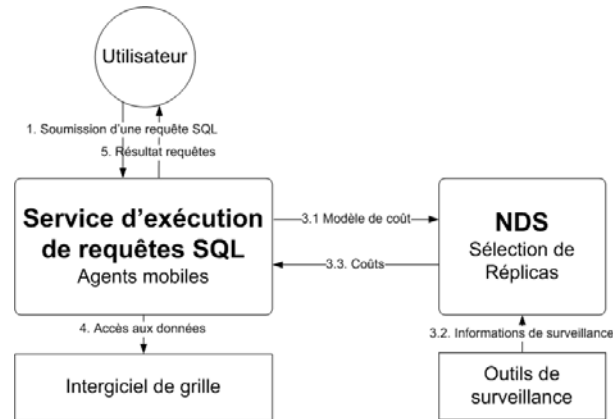 Utilisateur
1. Soumission d'une requête SQL
5. Résultat requêtes
Service d'exécution
de requêtes SQL
Agents mobiles
3.1 Modèle de coût
3.3. Coûts
NDS
Sélection de
Réplicas
4. Accès aux données
3.2. Informations de surveillance
Intergiciel de grille
Outils de
surveillance